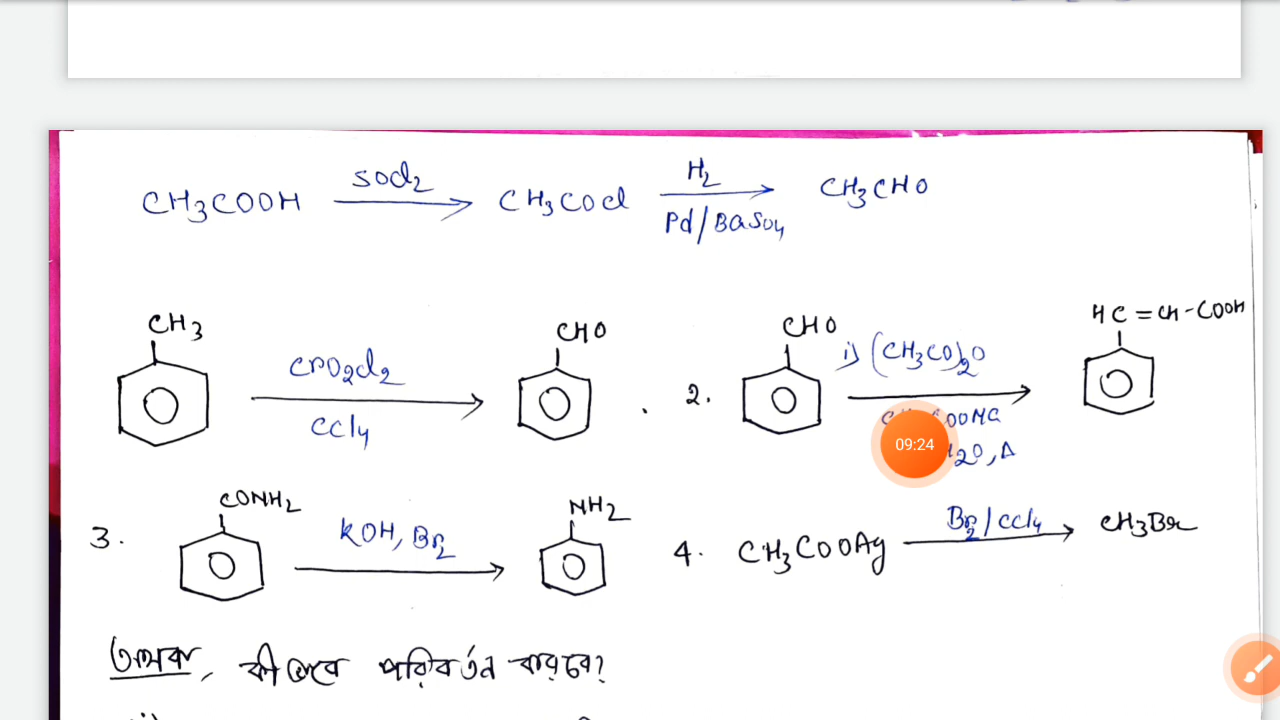 CH3COOH SOCl2 CH3COCl H2 Pd/BaSO4 CH3CHO
CH3 CrO2Cl2 CCl4 CHO
2. CHO i) (CH3CO)2O 09:24 H2O, Δ HC=CH-COOH
3. CONH2 KOH, Br2 NH2
4. CH3COOAg Br2/CCl4 CH3Br
অথবা, কীভাবে পরিবর্তন করবে?